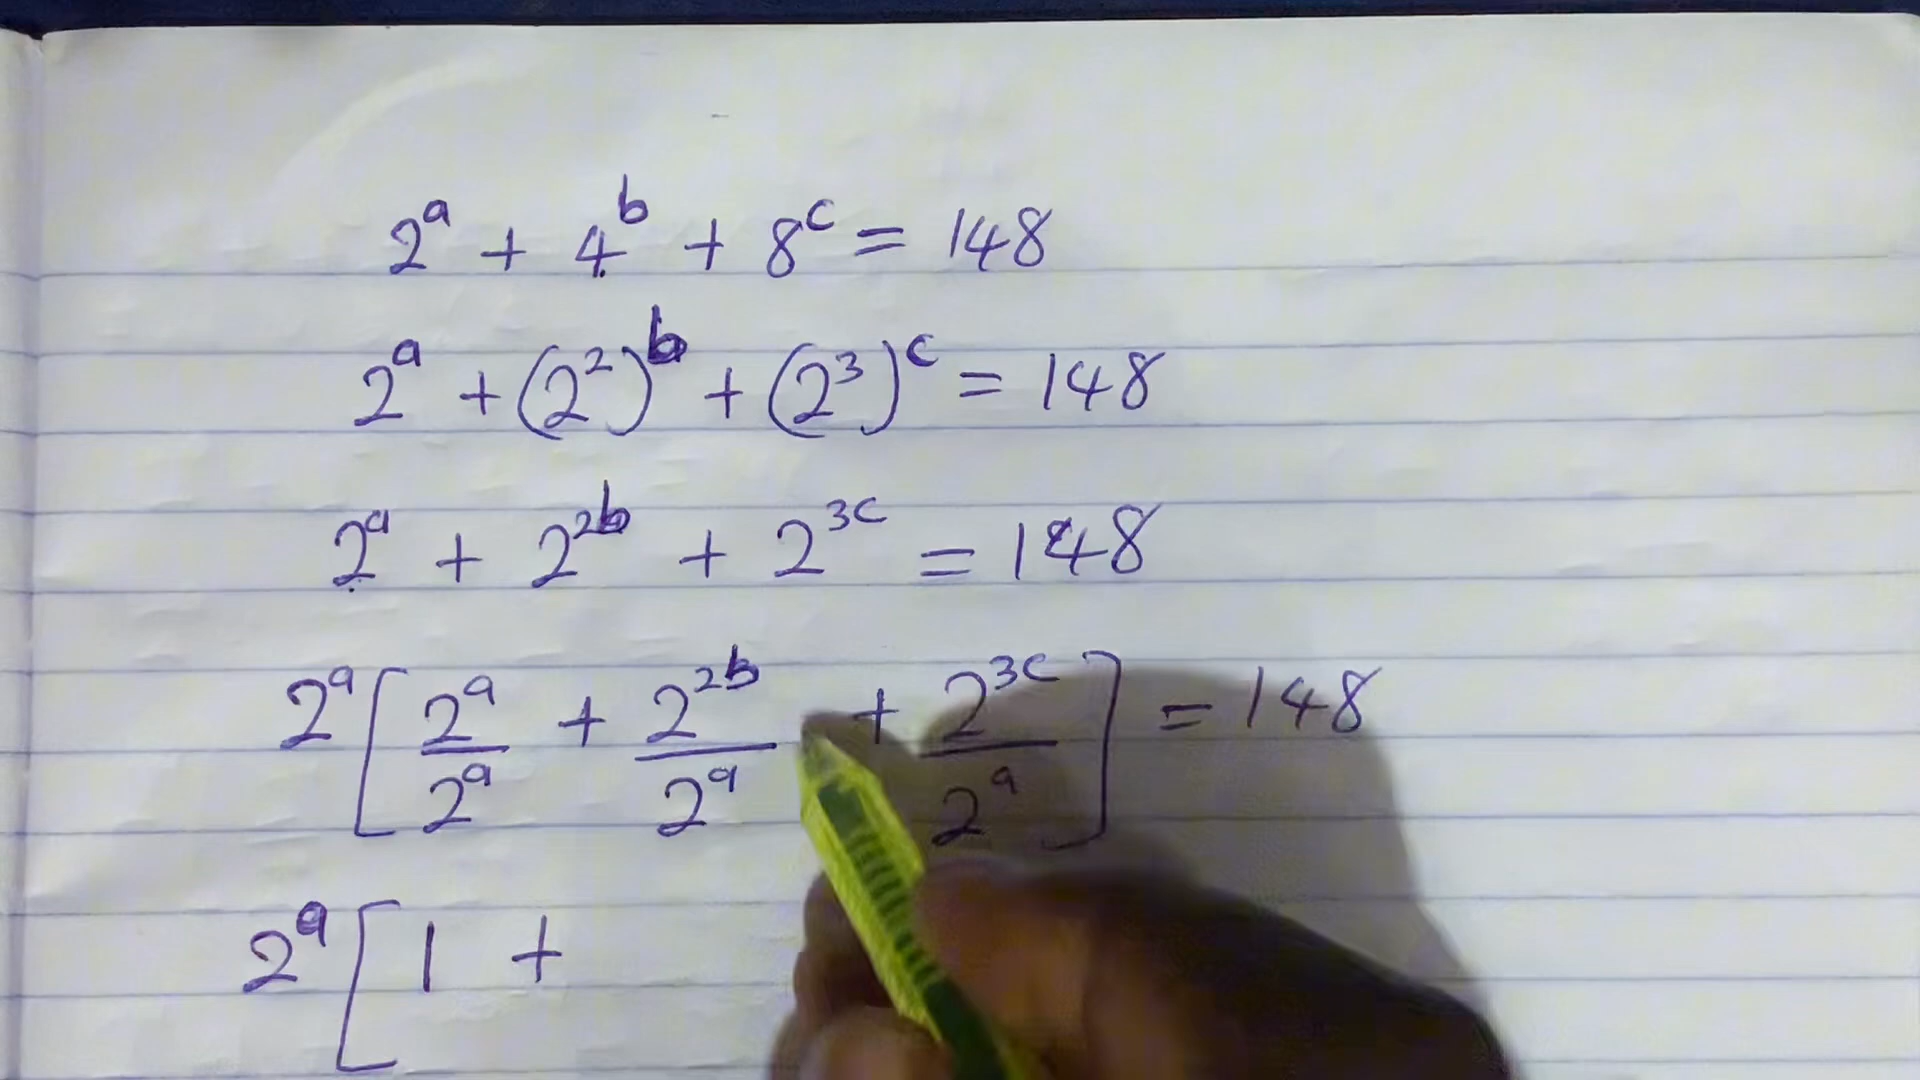 2^a + 4^b + 8^c = 148
2^a + (2^2)^b + (2^3)^c = 148
2^a + 2^{2b} + 2^{3c} = 148
2^a [ 2^a/2^a + 2^{2b}/2^a + 2^{3c}/2^a ] = 148
2^a [ 1 +